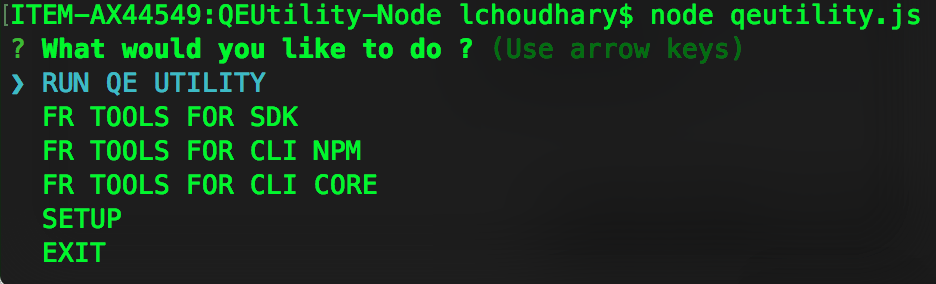 [ITEM-AX44549:QEUtility-Node lchoudhary$ node qeutility.js
? What would you like to do ? (Use arrow keys)
❯ RUN QE UTILITY
FR TOOLS FOR SDK
FR TOOLS FOR CLI NPM
FR TOOLS FOR CLI CORE
SETUP
EXIT